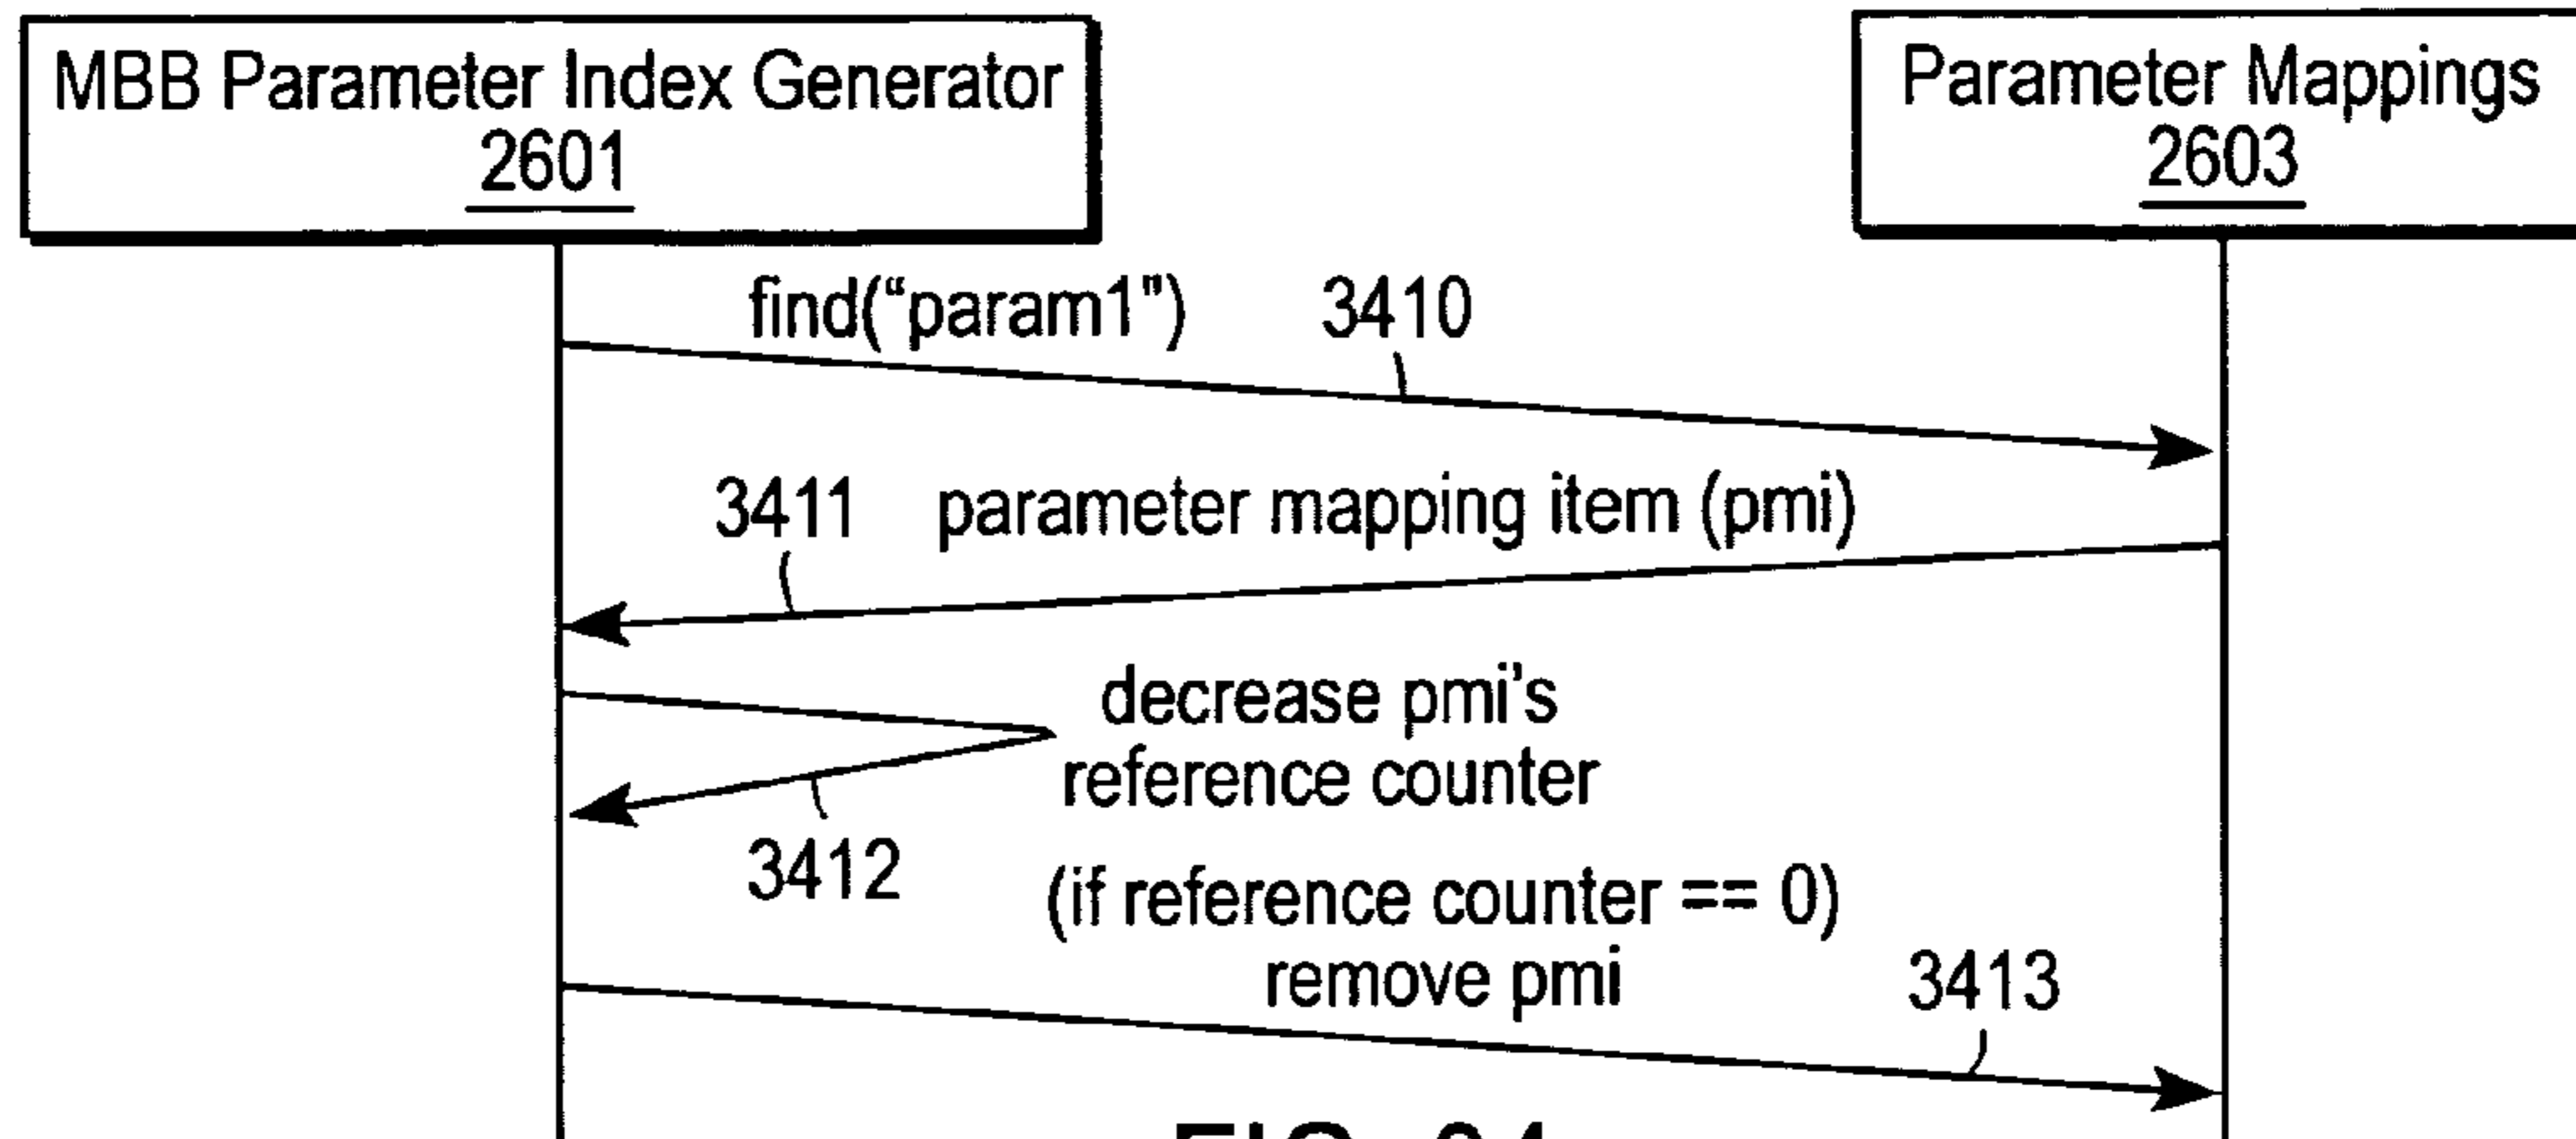 MBB Parameter Index Generator
2601
Parameter Mappings
2603
find("param1") 3410
3411 parameter mapping item (pmi)
decrease pmi's
reference counter
3412
(if reference counter == 0)
remove pmi
3413